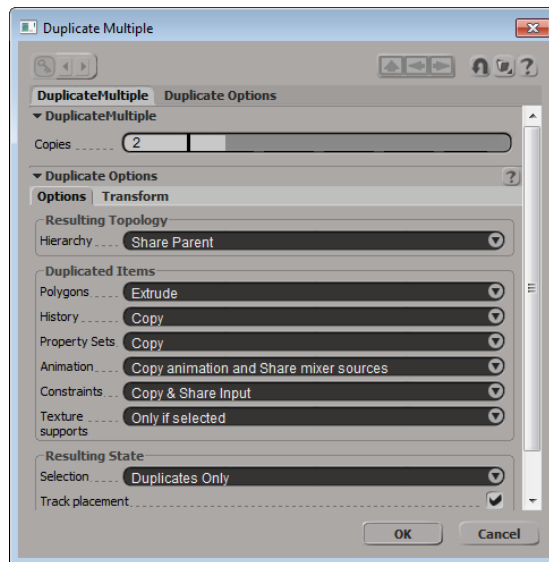 Duplicate Multiple
DuplicateMultiple Duplicate Options
DuplicateMultiple
Copies 2
Duplicate Options ?
Options Transform
Resulting Topology
Hierarchy Share Parent
Duplicated Items
Polygons Extrude
History Copy
Property Sets Copy
Animation Copy animation and Share mixer sources
Constraints Copy & Share Input
Texture supports Only if selected
Resulting State
Selection Duplicates Only
Track placement
OK Cancel